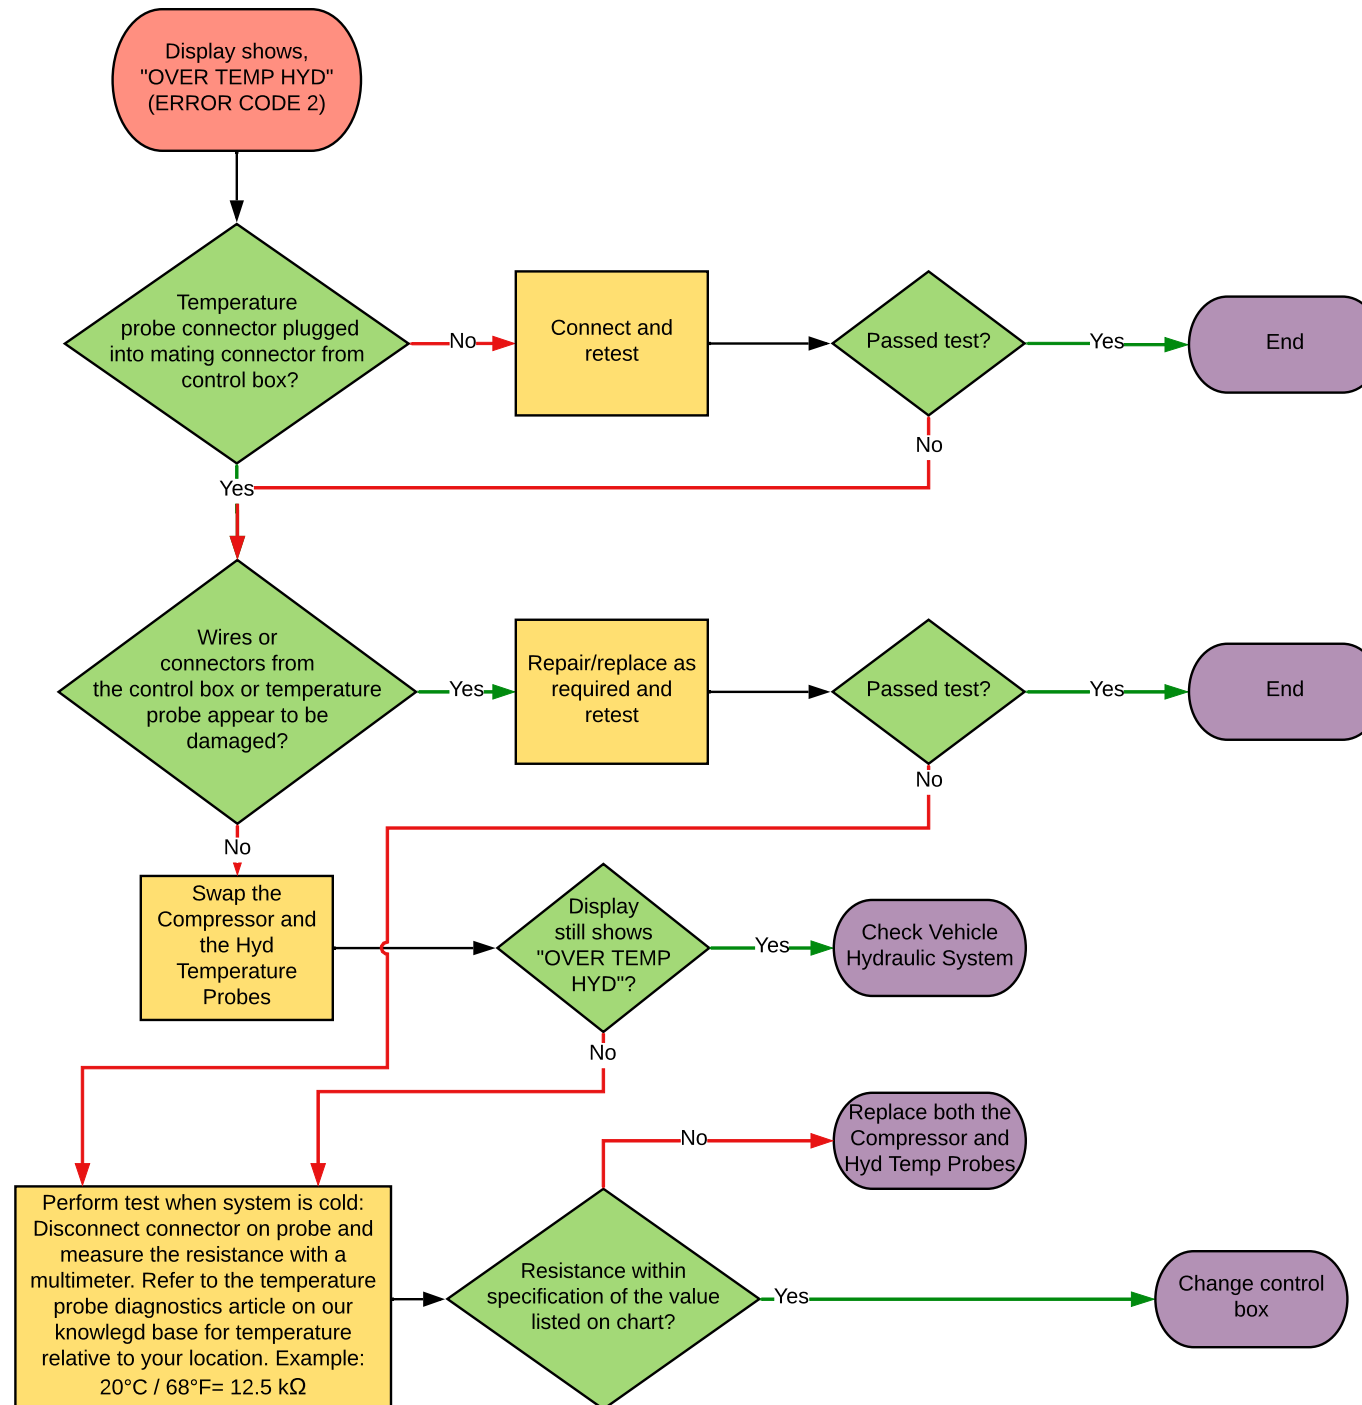 Display shows,
"OVER TEMP HYD"
(ERROR CODE 2)
Temperature
probe connector plugged
into mating connector from
control box?
No
Connect and
retest
Passed test?
Yes
End
No
Yes
Wires or
connectors from
the control box or temperature
probe appear to be
damaged?
Yes
Repair/replace as
required and
retest
Passed test?
Yes
End
No
No
Swap the
Compressor and
the Hyd
Temperature
Probes
Display
still shows
"OVER TEMP
HYD"?
Yes
Check Vehicle
Hydraulic System
No
Perform test when system is cold:
Disconnect connector on probe and
measure the resistance with a
multimeter. Refer to the temperature
probe diagnostics article on our
knowlegd base for temperature
relative to your location. Example:
20°C / 68°F= 12.5 kΩ
Resistance within
specification of the value
listed on chart?
No
Replace both the
Compressor and
Hyd Temp Probes
Yes
Change control
box